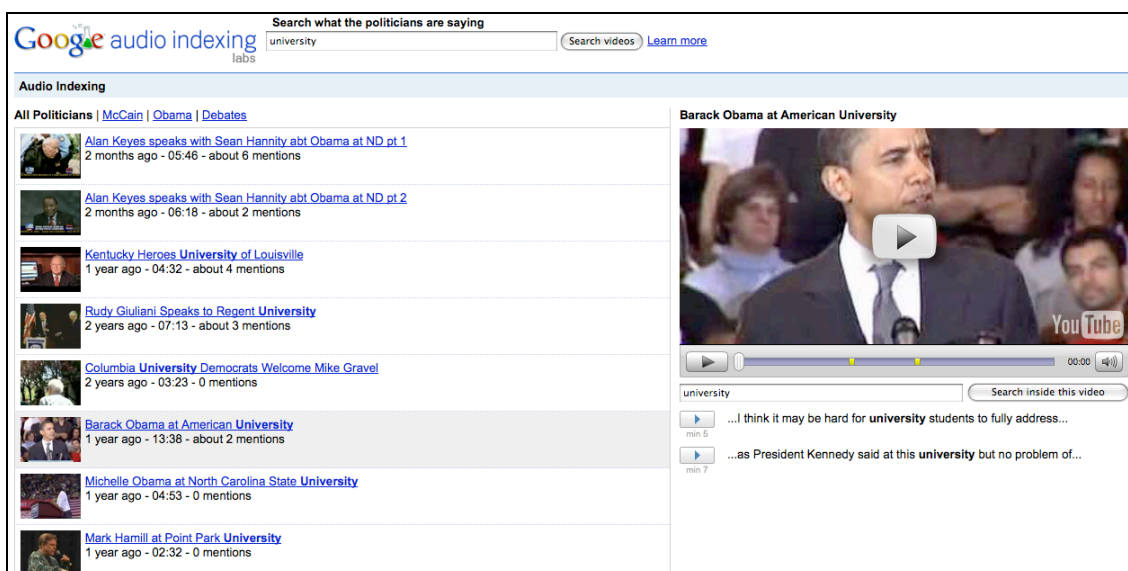 Search what the politicians are saying
Google audio indexing
labs
university
Search videos
Learn more
Audio Indexing
All Politicians | McCain | Obama | Debates
Alan Keyes speaks with Sean Hannity abt Obama at ND pt 1
2 months ago - 05:46 - about 6 mentions
Alan Keyes speaks with Sean Hannity abt Obama at ND pt 2
2 months ago - 06:18 - about 2 mentions
Kentucky Heroes University of Louisville
1 year ago - 04:32 - about 4 mentions
Rudy Giuliani Speaks to Regent University
2 years ago - 07:13 - about 3 mentions
Columbia University Democrats Welcome Mike Gravel
2 years ago - 03:23 - 0 mentions
Barack Obama at American University
1 year ago - 13:38 - about 2 mentions
Michelle Obama at North Carolina State University
1 year ago - 04:53 - 0 mentions
Mark Hamill at Point Park University
1 year ago - 02:32 - 0 mentions
Barack Obama at American University
YouTube
00:00
university
Search inside this video
...I think it may be hard for university students to fully address...
min 5
...as President Kennedy said at this university but no problem of...
min 7